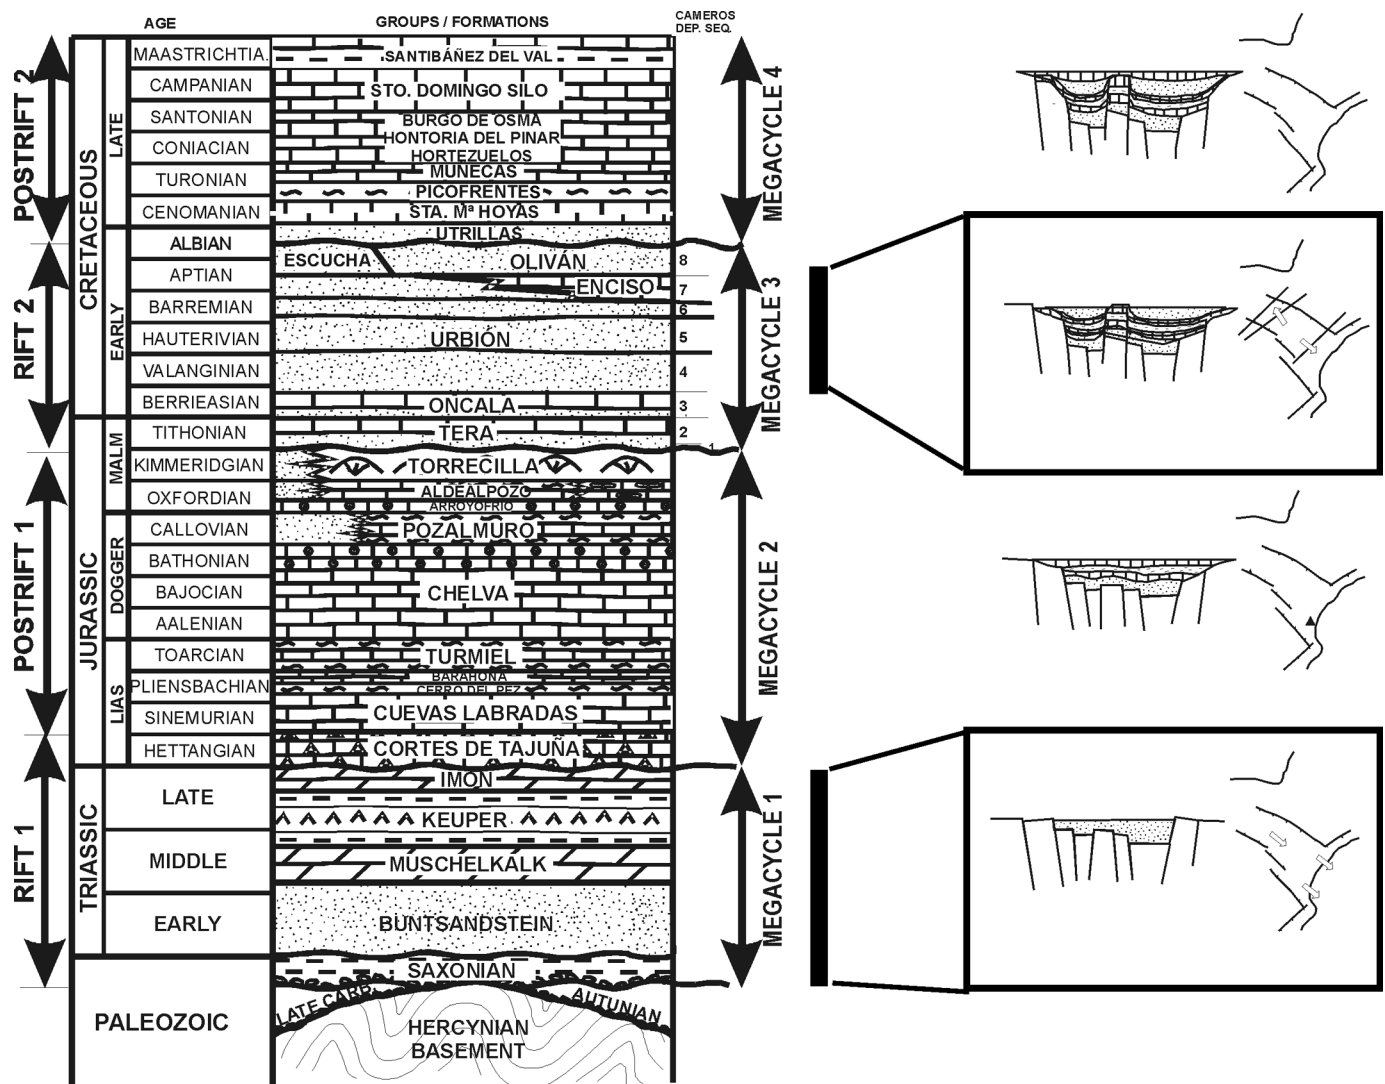 AGE
GROUPS / FORMATIONS
CAMEROS
DEP. SEQ.
POSTRIFT 2
RIFT 2
POSTRIFT 1
RIFT 1
CRETACEOUS
JURASSIC
TRIASSIC
PALEOZOIC
LATE
EARLY
MALM
DOGGER
LIAS
MAASTRICHTIA.
CAMPANIAN
SANTONIAN
CONIACIAN
TURONIAN
CENOMANIAN
ALBIAN
APTIAN
BARREMIAN
HAUTERIVIAN
VALANGINIAN
BERRIEASIAN
TITHONIAN
KIMMERIDGIAN
OXFORDIAN
CALLOVIAN
BATHONIAN
BAJOCIAN
AALENIAN
TOARCIAN
PLIENSBACHIAN
SINEMURIAN
HETTANGIAN
LATE
MIDDLE
EARLY
SANTIBÁÑEZ DEL VAL
STO. DOMINGO SILO
BURGO DE OSMA
HONTORIA DEL PINAR
HORTEZUELOS
MUNECAS
PICOFRENTES
STA. Mª HOYAS
UTRILLAS
ESCUCHA
OLIVÁN
ENCISO
URBIÓN
ONCALA
TERA
TORRECILLA
ALDEALPOZO
ARROYOFRIO
POZALMURO
CHELVA
TURMIEL
BARAHONA
CERRO DEL PEZ
CUEVAS LABRADAS
CORTES DE TAJUÑA
IMON
KEUPER
MUSCHELKALK
BUNTSANDSTEIN
SAXONIAN
LATE CARB.
AUTUNIAN
HERCYNIAN
BASEMENT
8
7
6
5
4
3
2
1
MEGACYCLE 4
MEGACYCLE 3
MEGACYCLE 2
MEGACYCLE 1